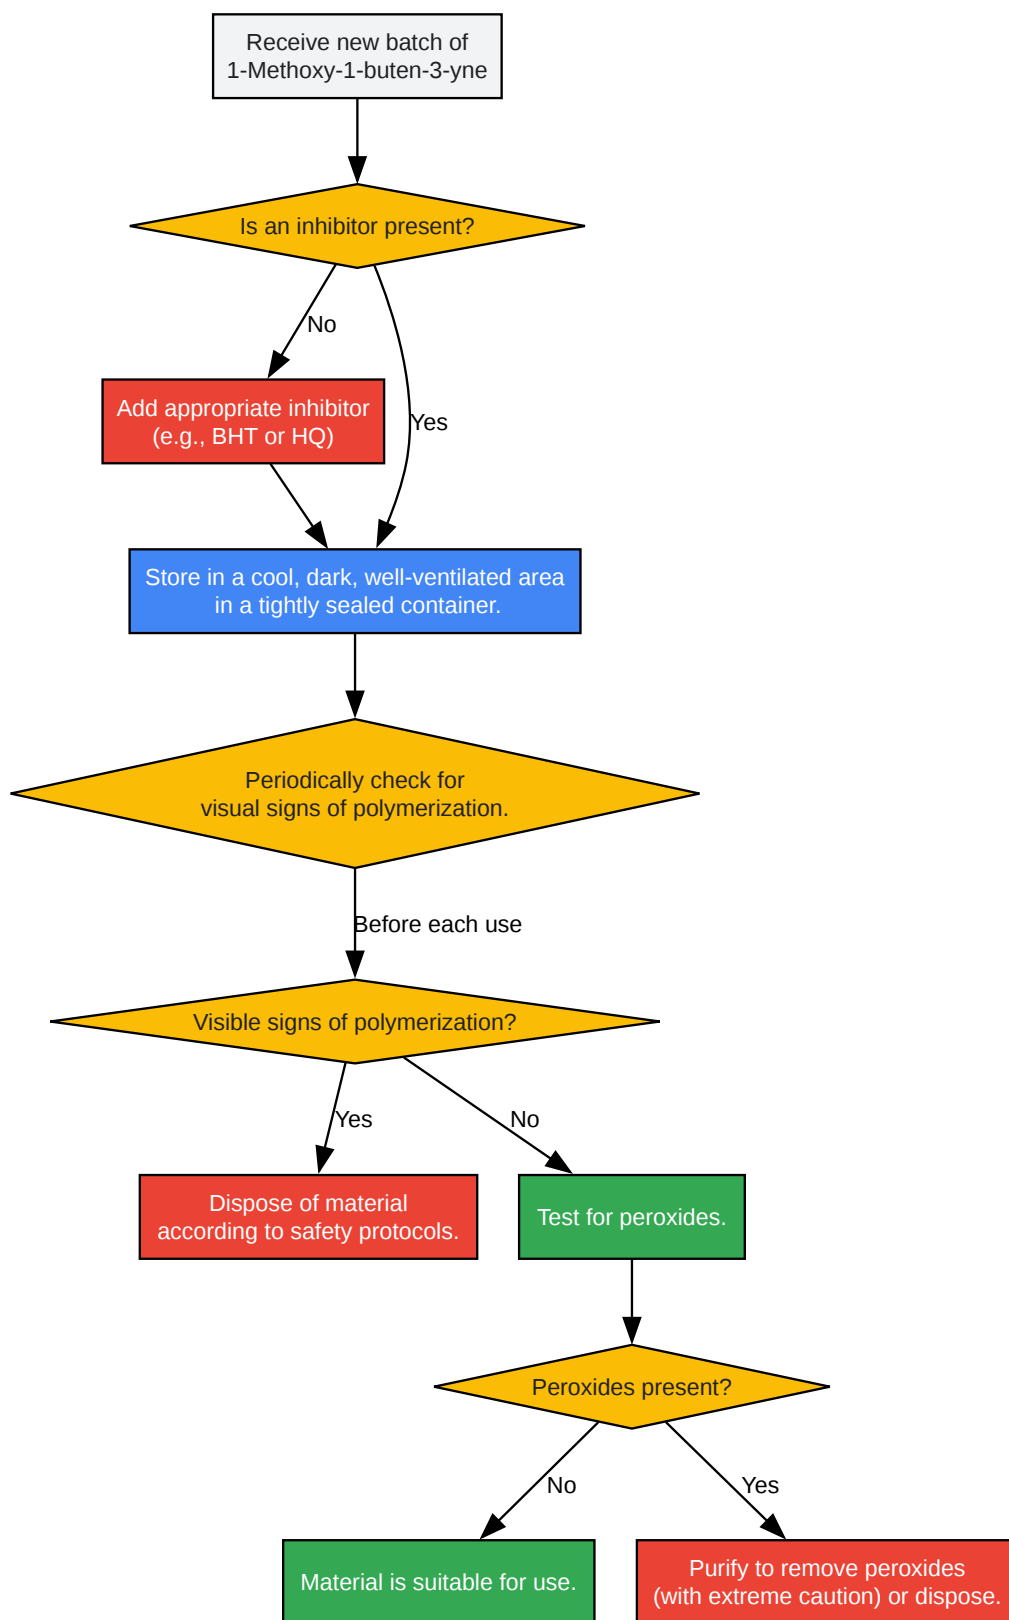 Receive new batch of
1-Methoxy-1-buten-3-yne
Is an inhibitor present?
No
Add appropriate inhibitor
(e.g., BHT or HQ)
Yes
Store in a cool, dark, well-ventilated area
in a tightly sealed container.
Periodically check for
visual signs of polymerization.
Before each use
Visible signs of polymerization?
Yes
No
Dispose of material
according to safety protocols.
Test for peroxides.
Peroxides present?
No
Yes
Material is suitable for use.
Purify to remove peroxides
(with extreme caution) or dispose.